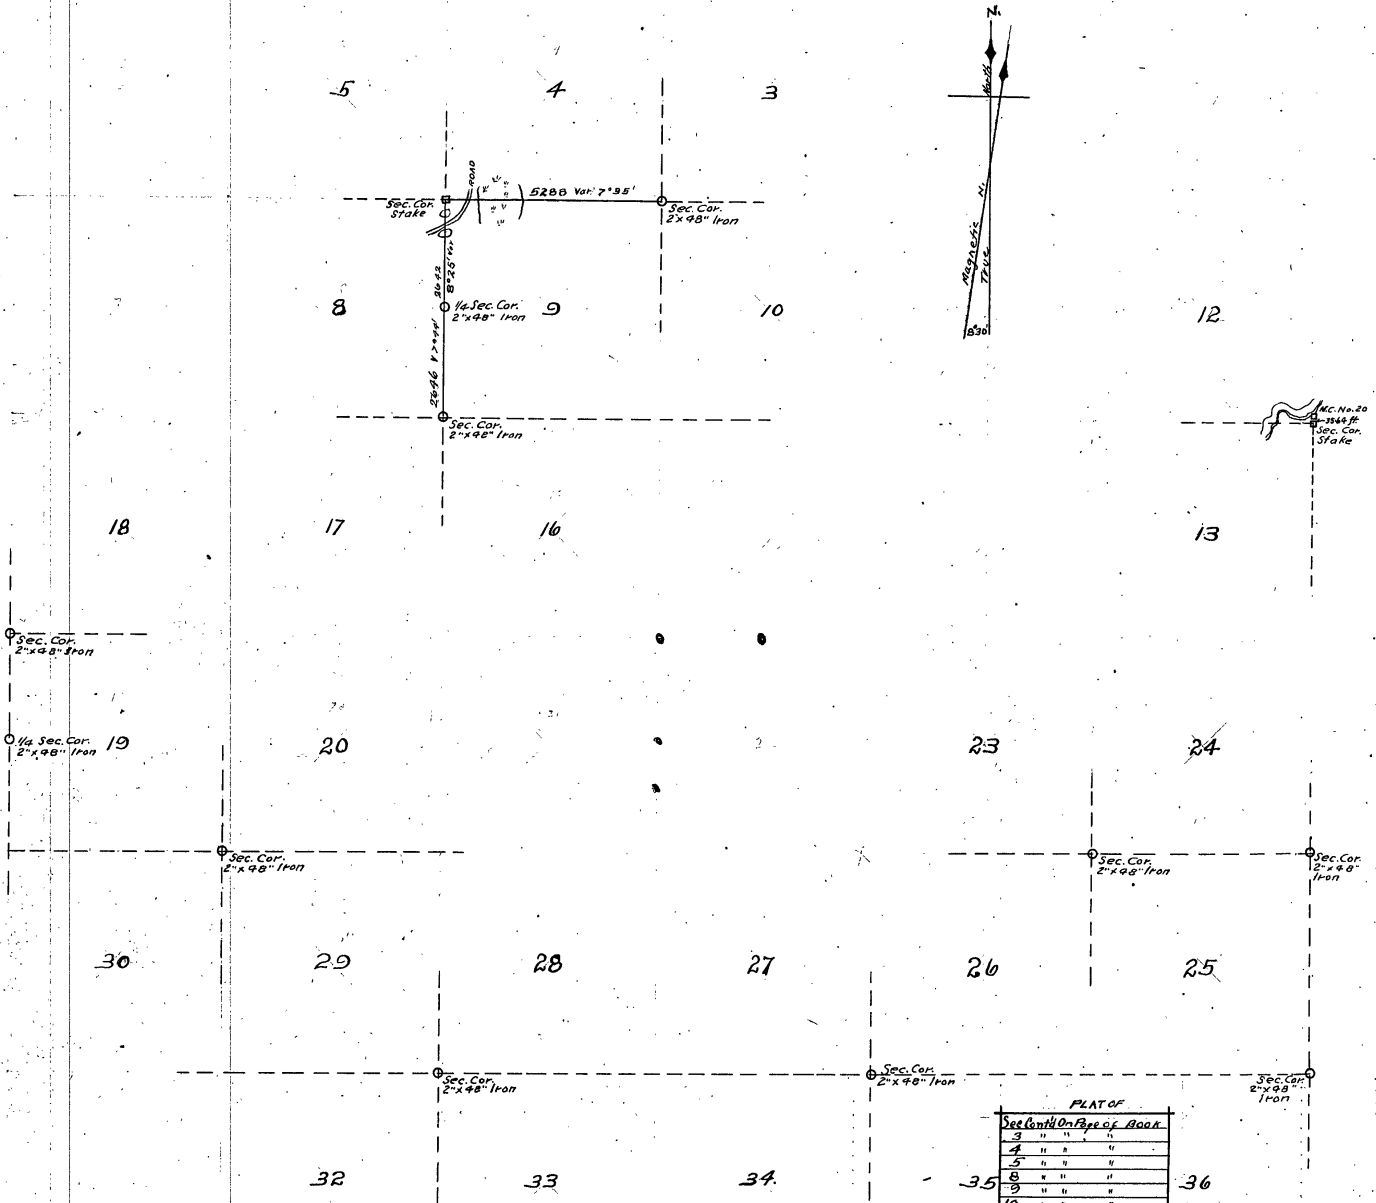 N.
North
5
4
3
ROAD
5288 Var. 7°35'
Sec. Cor.
Stake
Sec. Cor.
2"x48" Iron
Magnetic N.
True
8°30'
2642
8°25' Var
8
1/4 Sec. Cor.
2"x48" Iron
9
10
12
2646 V 7°44'
Sec. Cor.
2"x48" Iron
M.C. No. 20
3564 ft.
Sec. Cor.
Stake
18
17
16
13
Sec. Cor.
2"x48" Iron
1/4 Sec. Cor.
2"x48" Iron
19
20
23
24
Sec. Cor.
2"x48" Iron
Sec. Cor.
2"x48" Iron
Sec. Cor.
2"x48"
Iron
30
29
28
27
26
25
Sec. Cor.
2"x48" Iron
Sec. Cor.
2"x48" Iron
Sec. Cor.
2"x48"
Iron
PLAT OF
Sec Cont'd On Page of Book
3 " " "
4 " " "
5 " " "
8 " " "
9 " " "
10
32
33
34
35
36